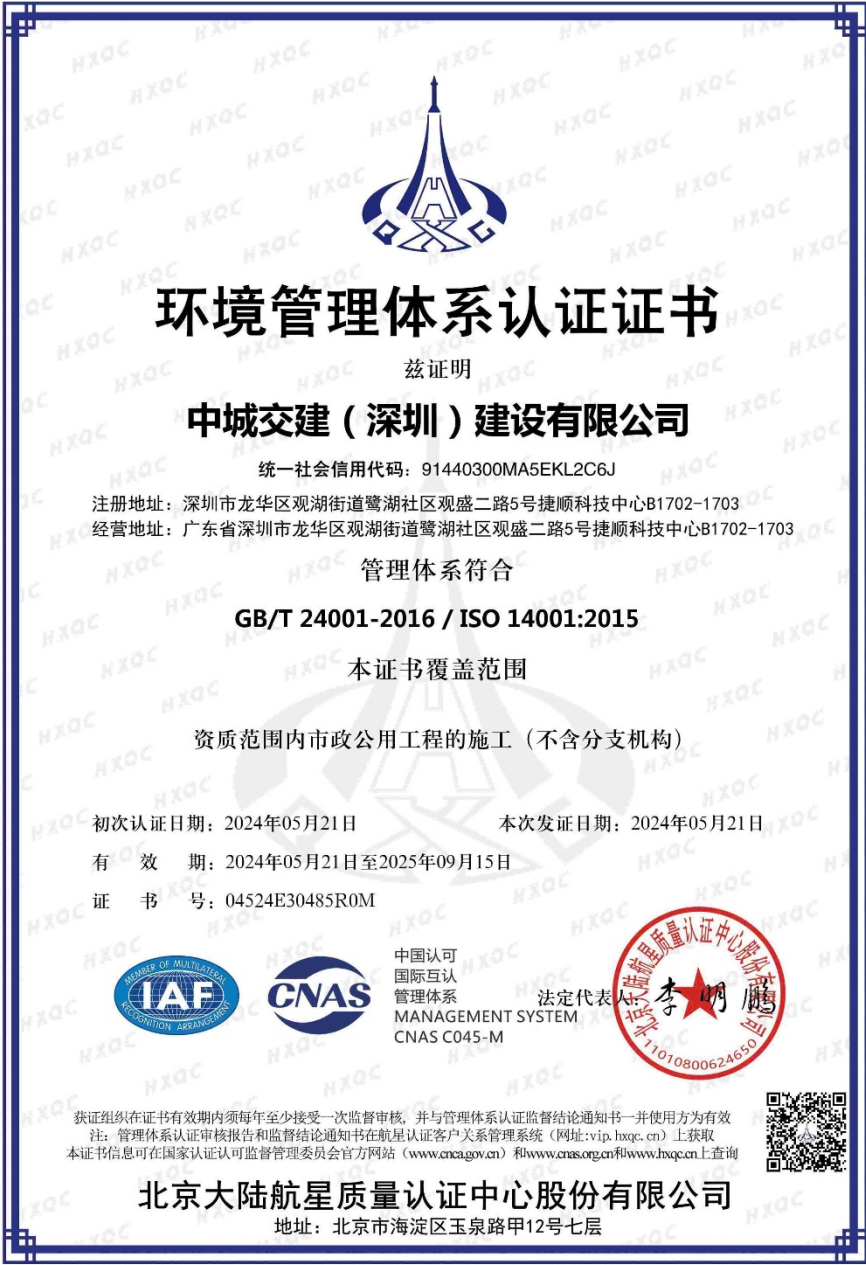 环境管理体系认证证书
兹证明
中城交建（深圳）建设有限公司
统一社会信用代码：91440300MA5EKL2C6J
注册地址：深圳市龙华区观湖街道鹭湖社区观盛二路5号捷顺科技中心B1702-1703
经营地址：广东省深圳市龙华区观湖街道鹭湖社区观盛二路5号捷顺科技中心B1702-1703
管理体系符合
GB/T 24001-2016 / ISO 14001:2015
本证书覆盖范围
资质范围内市政公用工程的施工（不含分支机构）
初次认证日期：2024年05月21日 本次发证日期：2024年05月21日
有效期：2024年05月21日至2025年09月15日
证书号：04524E30485R0M
MEMBER OF MULTILATERAL
IAF
RECOGNITION ARRANGEMENT
CNAS
中国认可
国际互认
管理体系
MANAGEMENT SYSTEM
CNAS C045-M
法定代表人：李明鹏
北京大陆航星质量认证中心股份有限公司
11010800624650
获证组织在证书有效期内须每年至少接受一次监督审核，并与管理体系认证监督结论通知书一并使用方为有效
注：管理体系认证审核报告和监督结论通知书在航星认证客户关系管理系统（网址:vip.hxqc.cn）上获取
本证书信息可在国家认证认可监督管理委员会官方网站（www.cnca.gov.cn）和www.cnas.org.cn和www.hxqc.cn上查询
北京大陆航星质量认证中心股份有限公司
地址：北京市海淀区玉泉路甲12号七层